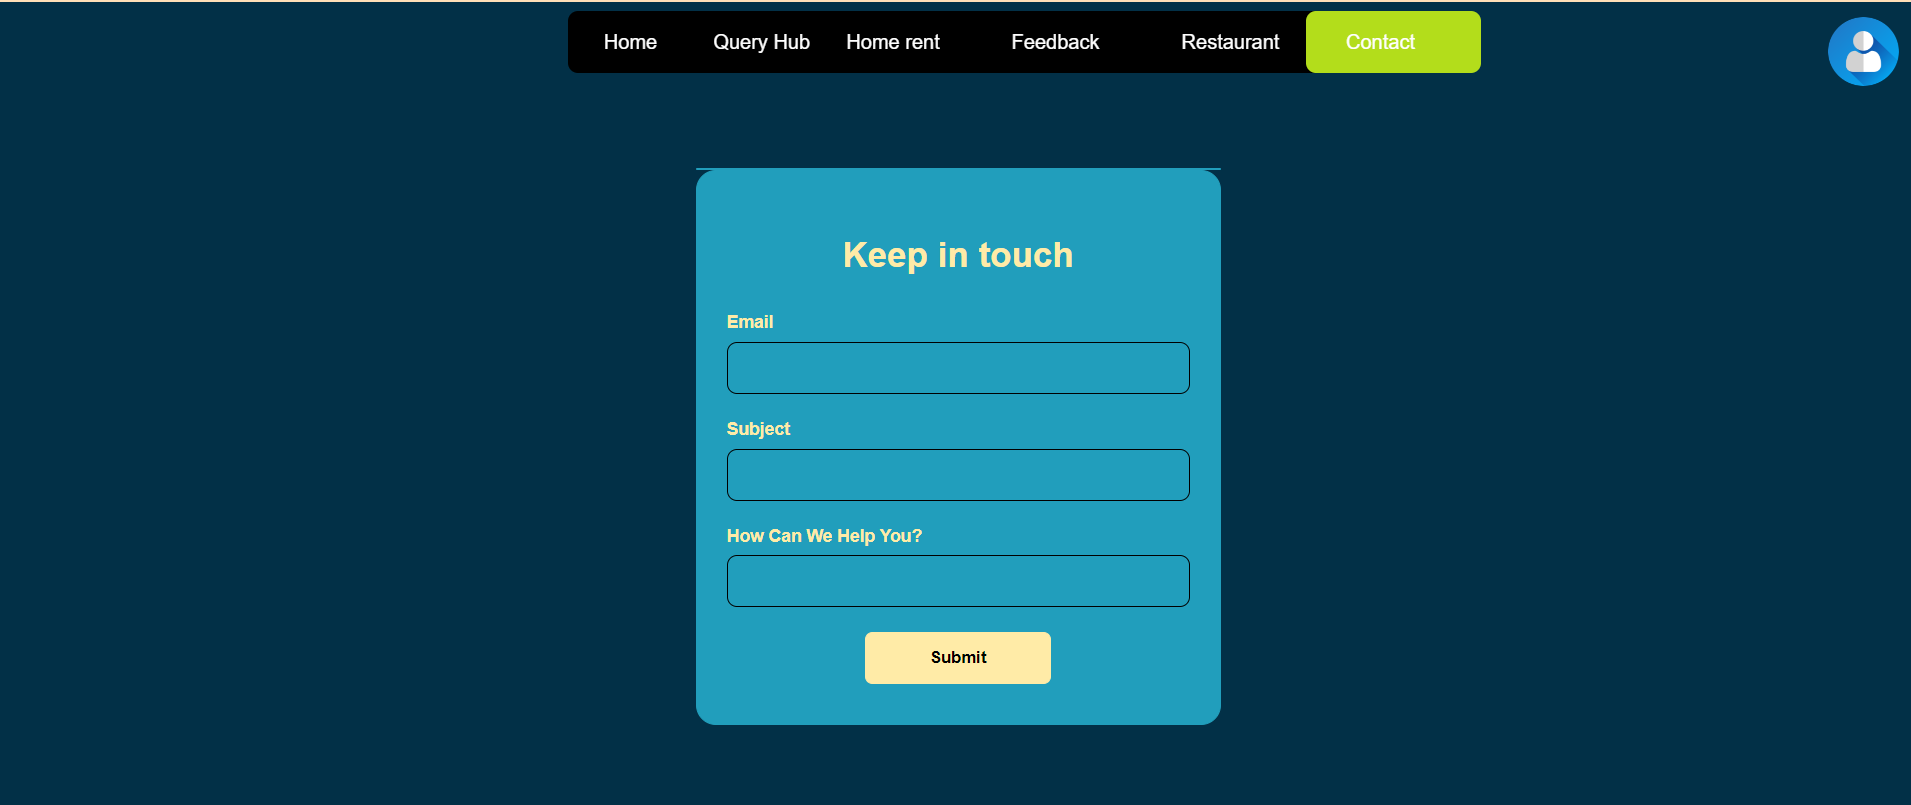 Home Query Hub Home rent Feedback Restaurant Contact
Keep in touch
Email
Subject
How Can We Help You?
Submit